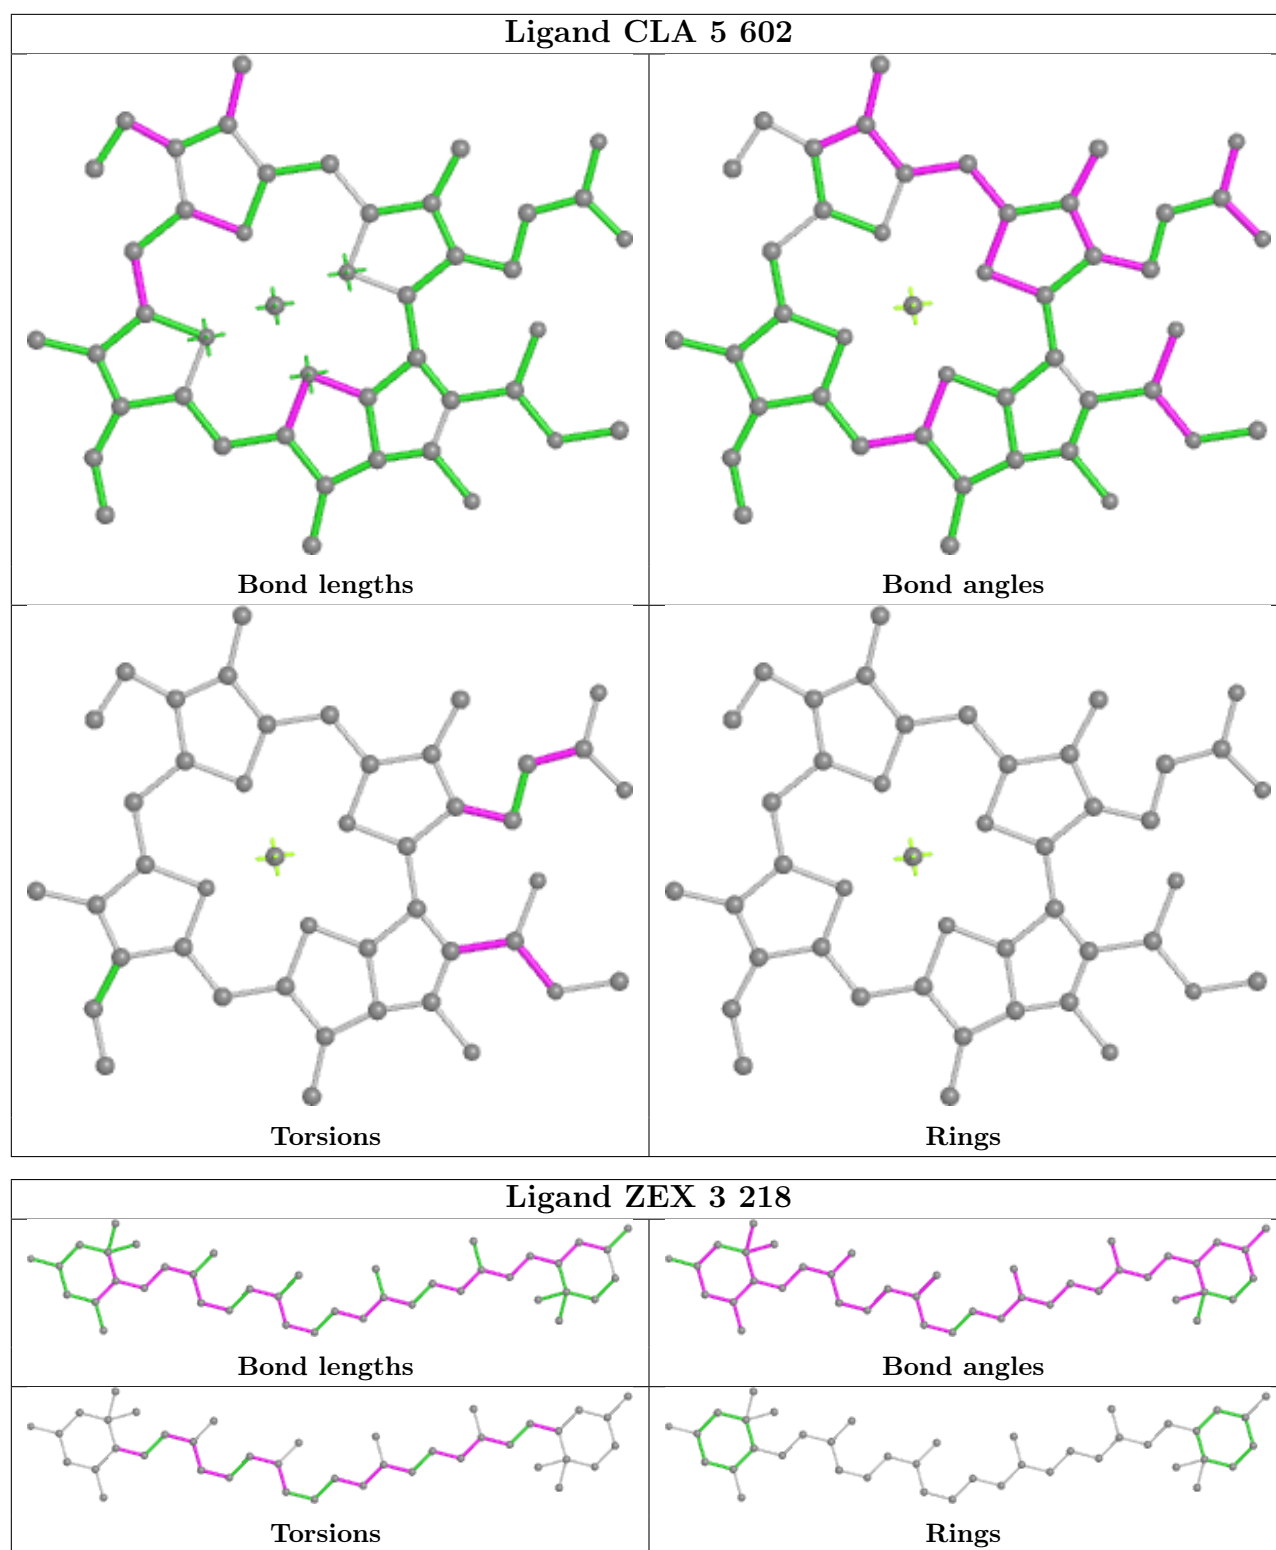 Ligand CLA 5 602
Bond lengths
Bond angles
Torsions
Rings
Ligand ZEX 3 218
Bond lengths
Bond angles
Torsions
Rings